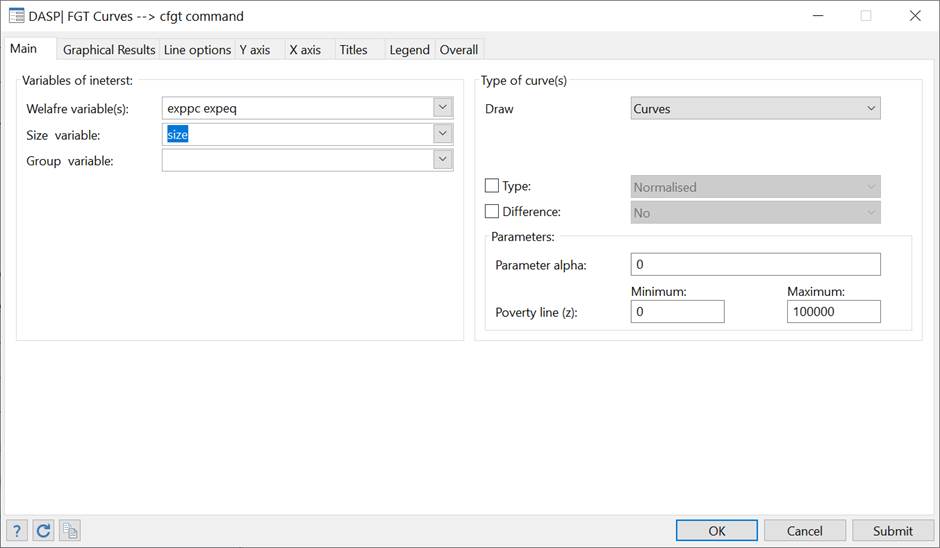 DASP| FGT Curves --> cfgt command
Main Graphical Results Line options Y axis X axis Titles Legend Overall
Variables of ineterst:
Welafre variable(s): exppc expeq
Size variable: size
Group variable:
Type of curve(s)
Draw Curves
Type: Normalised
Difference: No
Parameters:
Parameter alpha: 0
Minimum: Maximum:
Poverty line (z): 0 100000
? OK Cancel Submit